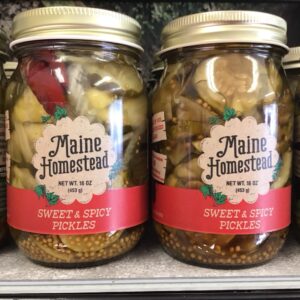 Maine
Homestead
NET WT. 16 OZ
(453 g)
SWEET & SPICY
PICKLES
Maine
Homestead
NET WT. 16 OZ
(453 g)
SWEET & SPICY
PICKLES